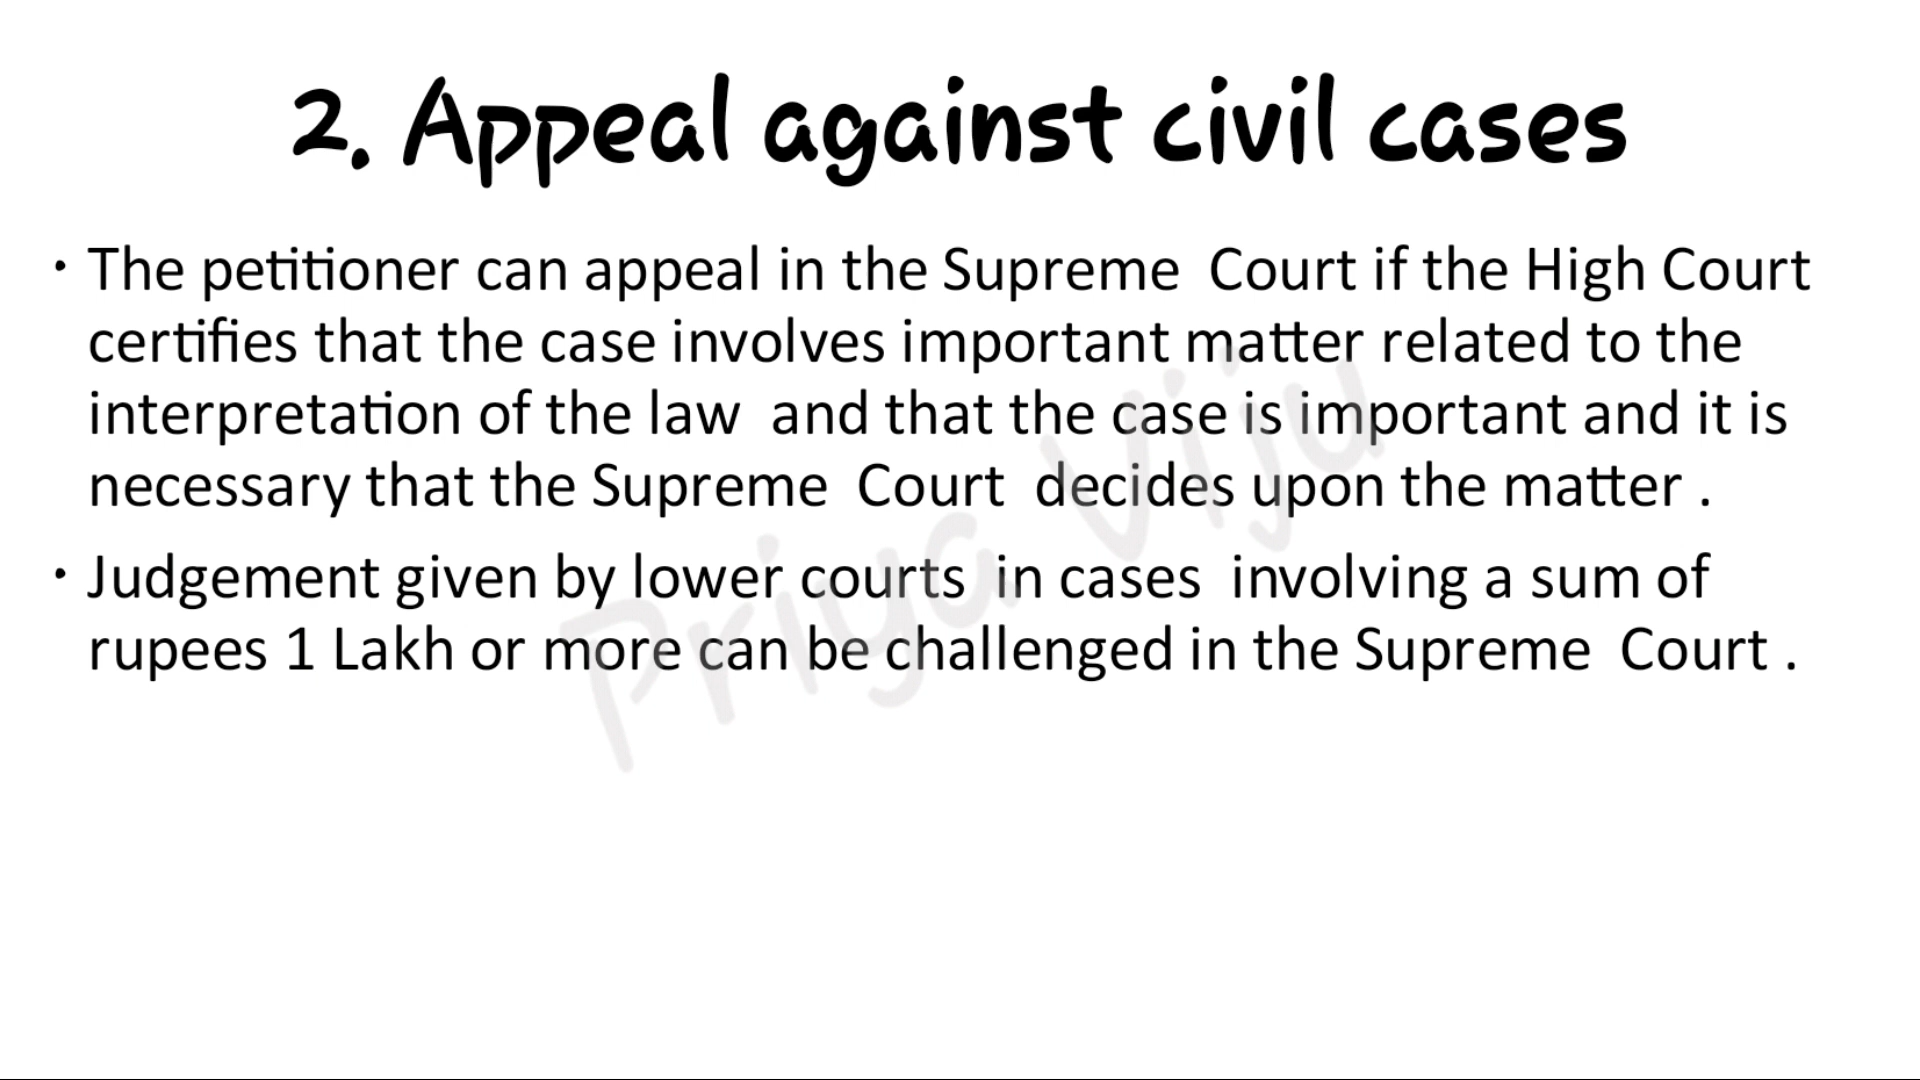 2. Appeal against civil cases
• The petitioner can appeal in the Supreme Court if the High Court
certifies that the case involves important matter related to the
interpretation of the law and that the case is important and it is
necessary that the Supreme Court decides upon the matter .
• Judgement given by lower courts in cases involving a sum of
rupees 1 Lakh or more can be challenged in the Supreme Court .
Priya Viju